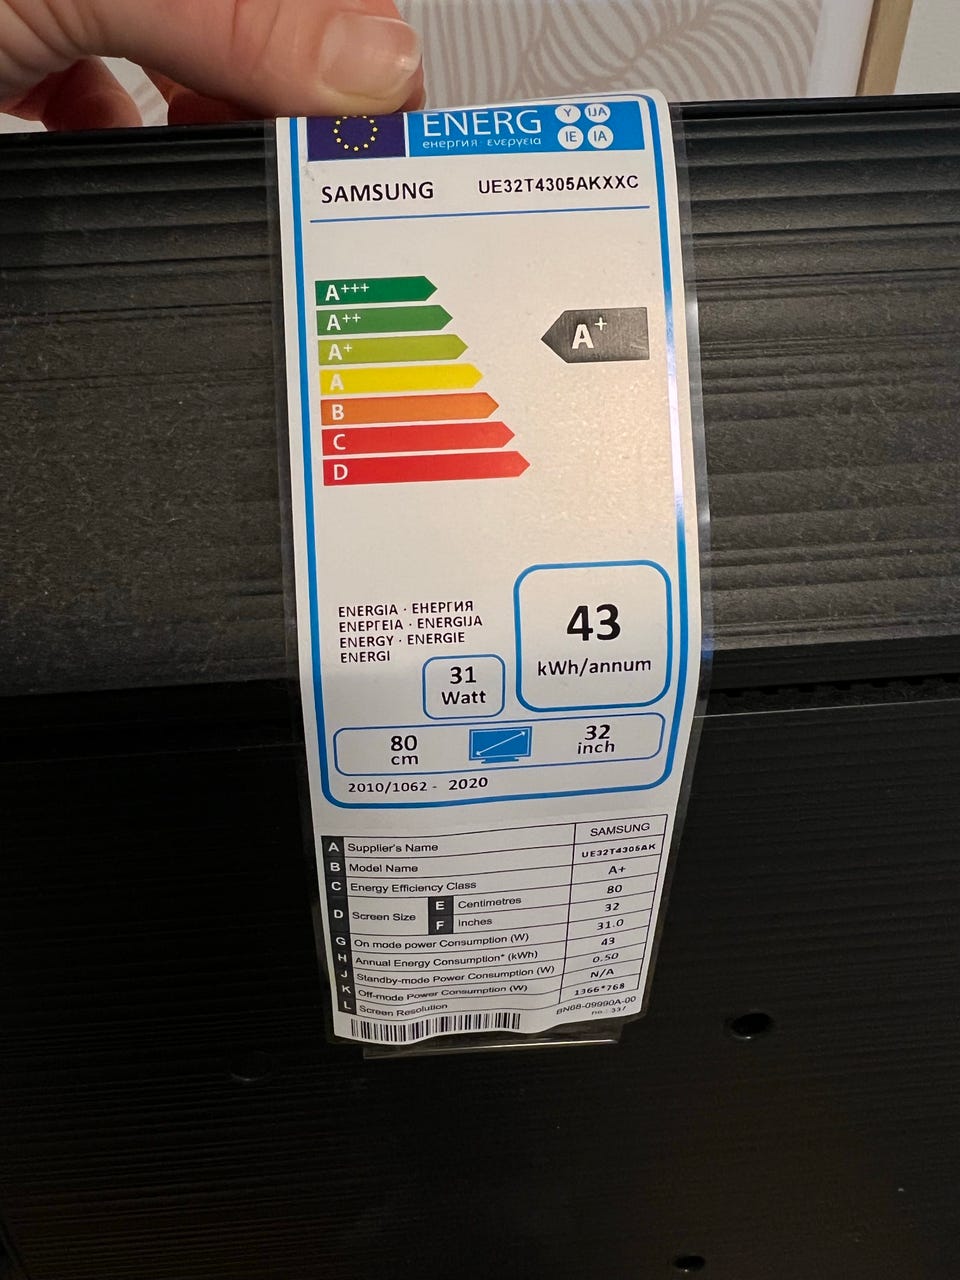 ENERG Y IJA
енергия · ενεργεια IE IA
SAMSUNG UE32T4305AKXXC
A+++
A++
A+
A+
A
B
C
D
ENERGIA · ЕНЕРГИЯ
ΕΝΕΡΓΕΙΑ · ENERGIJA
ENERGY · ENERGIE
ENERGI
43
kWh/annum
31
Watt
80
cm
32
inch
2010/1062 - 2020
A Supplier's Name SAMSUNG
B Model Name UE32T4305AK
C Energy Efficiency Class A+
D Screen Size E Centimetres 80
F Inches 32
G On mode power Consumption (W) 31.0
H Annual Energy Consumption* (kWh) 43
J Standby-mode Power Consumption (W) 0.50
K Off-mode Power Consumption (W) N/A
L Screen Resolution 1366*768
BN68-09990A-00
no.: 337